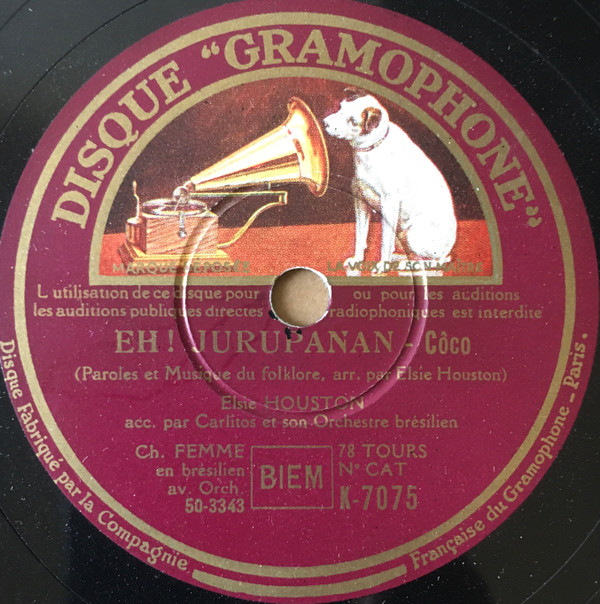 DISQUE "GRAMOPHONE"
MARQUE DÉPOSÉE
LA VOIX DE SON MAÎTRE
L'utilisation de ce disque pour ou pour les auditions
les auditions publiques directes radiophoniques est interdite
EH! JURUPANAN - Côco
(Paroles et Musique du folklore, arr. par Elsie Houston)
Elsie HOUSTON
acc. par Carlitos et son Orchestre brésilien
Ch. FEMME
en brésilien
av. Orch.
50-3343
BIEM
78 TOURS
No CAT
K-7075
Disque Fabriqué par la Compagnie Française du Gramophone - Paris.